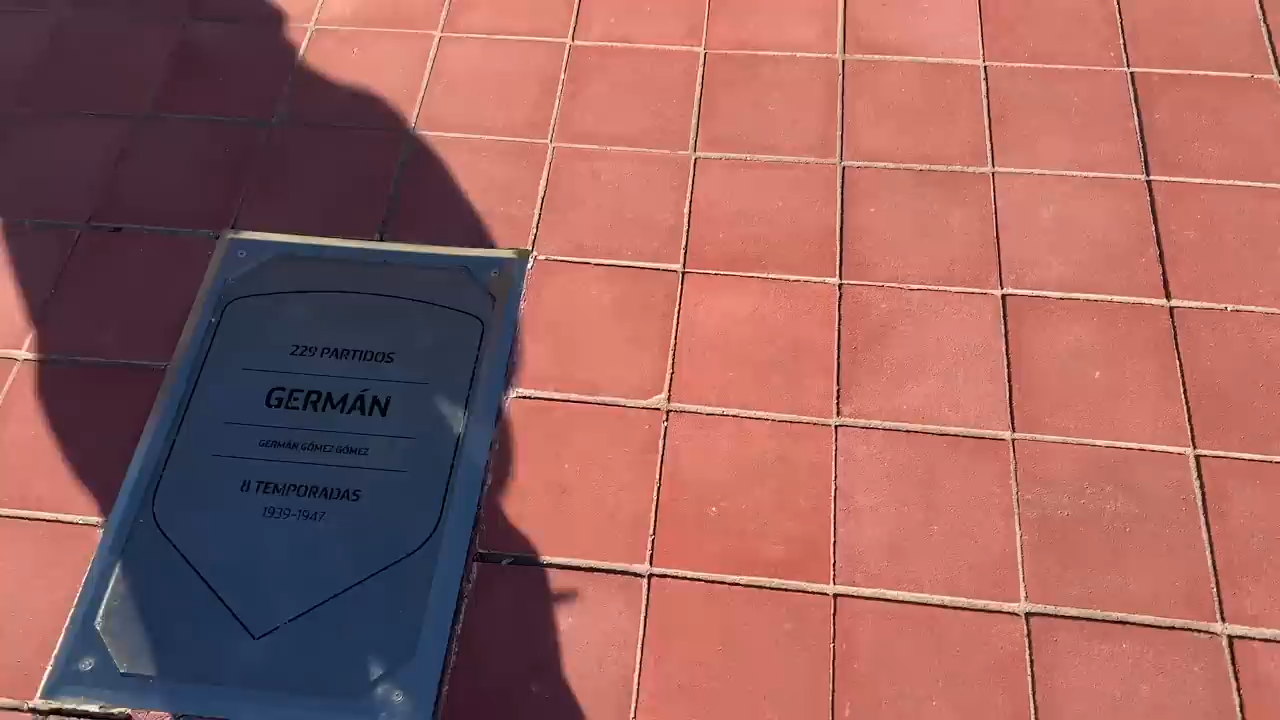 229 PARTIDOS
GERMÁN
GERMÁN GÓMEZ GÓMEZ
8 TEMPORADAS
1939-1947